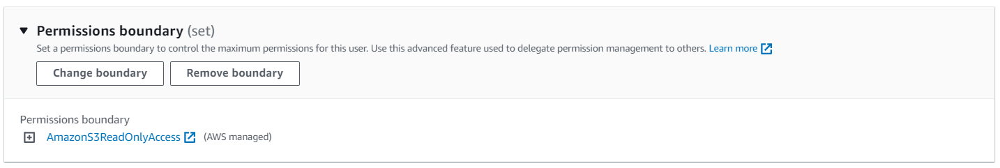 Permissions boundary (set)
Set a permissions boundary to control the maximum permissions for this user. Use this advanced feature used to delegate permission management to others. Learn more
Change boundary Remove boundary
Permissions boundary
AmazonS3ReadOnlyAccess (AWS managed)